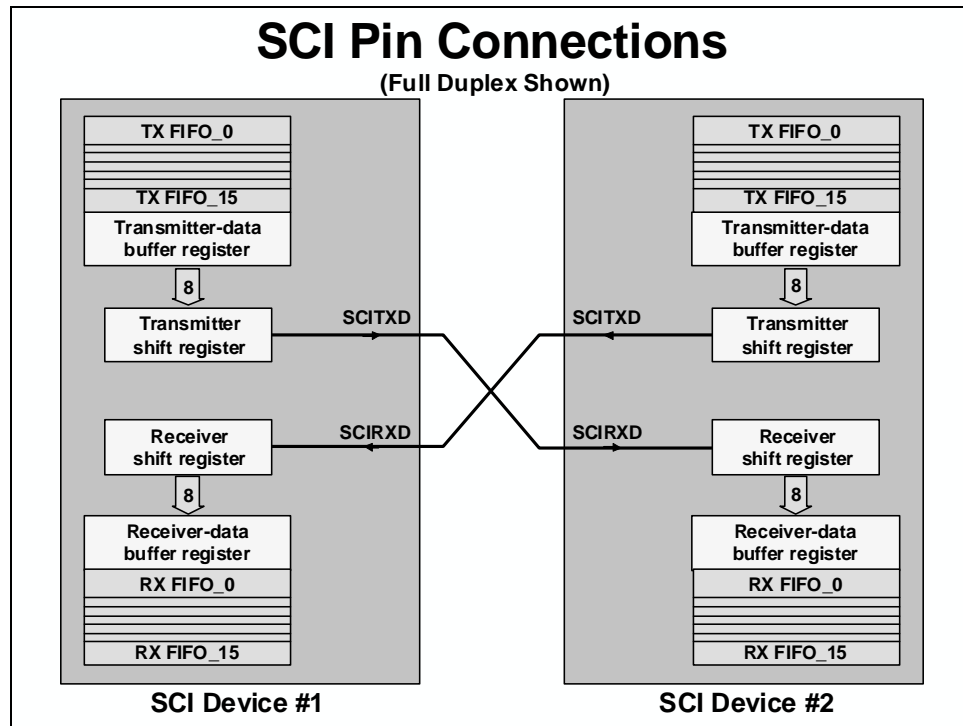 SCI Pin Connections
(Full Duplex Shown)
TX FIFO_0
TX FIFO_15
Transmitter-data
buffer register
8
Transmitter
shift register
SCITXD
Receiver
shift register
SCIRXD
8
Receiver-data
buffer register
RX FIFO_0
RX FIFO_15
SCI Device #1
TX FIFO_0
TX FIFO_15
Transmitter-data
buffer register
8
SCITXD
Transmitter
shift register
SCIRXD
Receiver
shift register
8
Receiver-data
buffer register
RX FIFO_0
RX FIFO_15
SCI Device #2